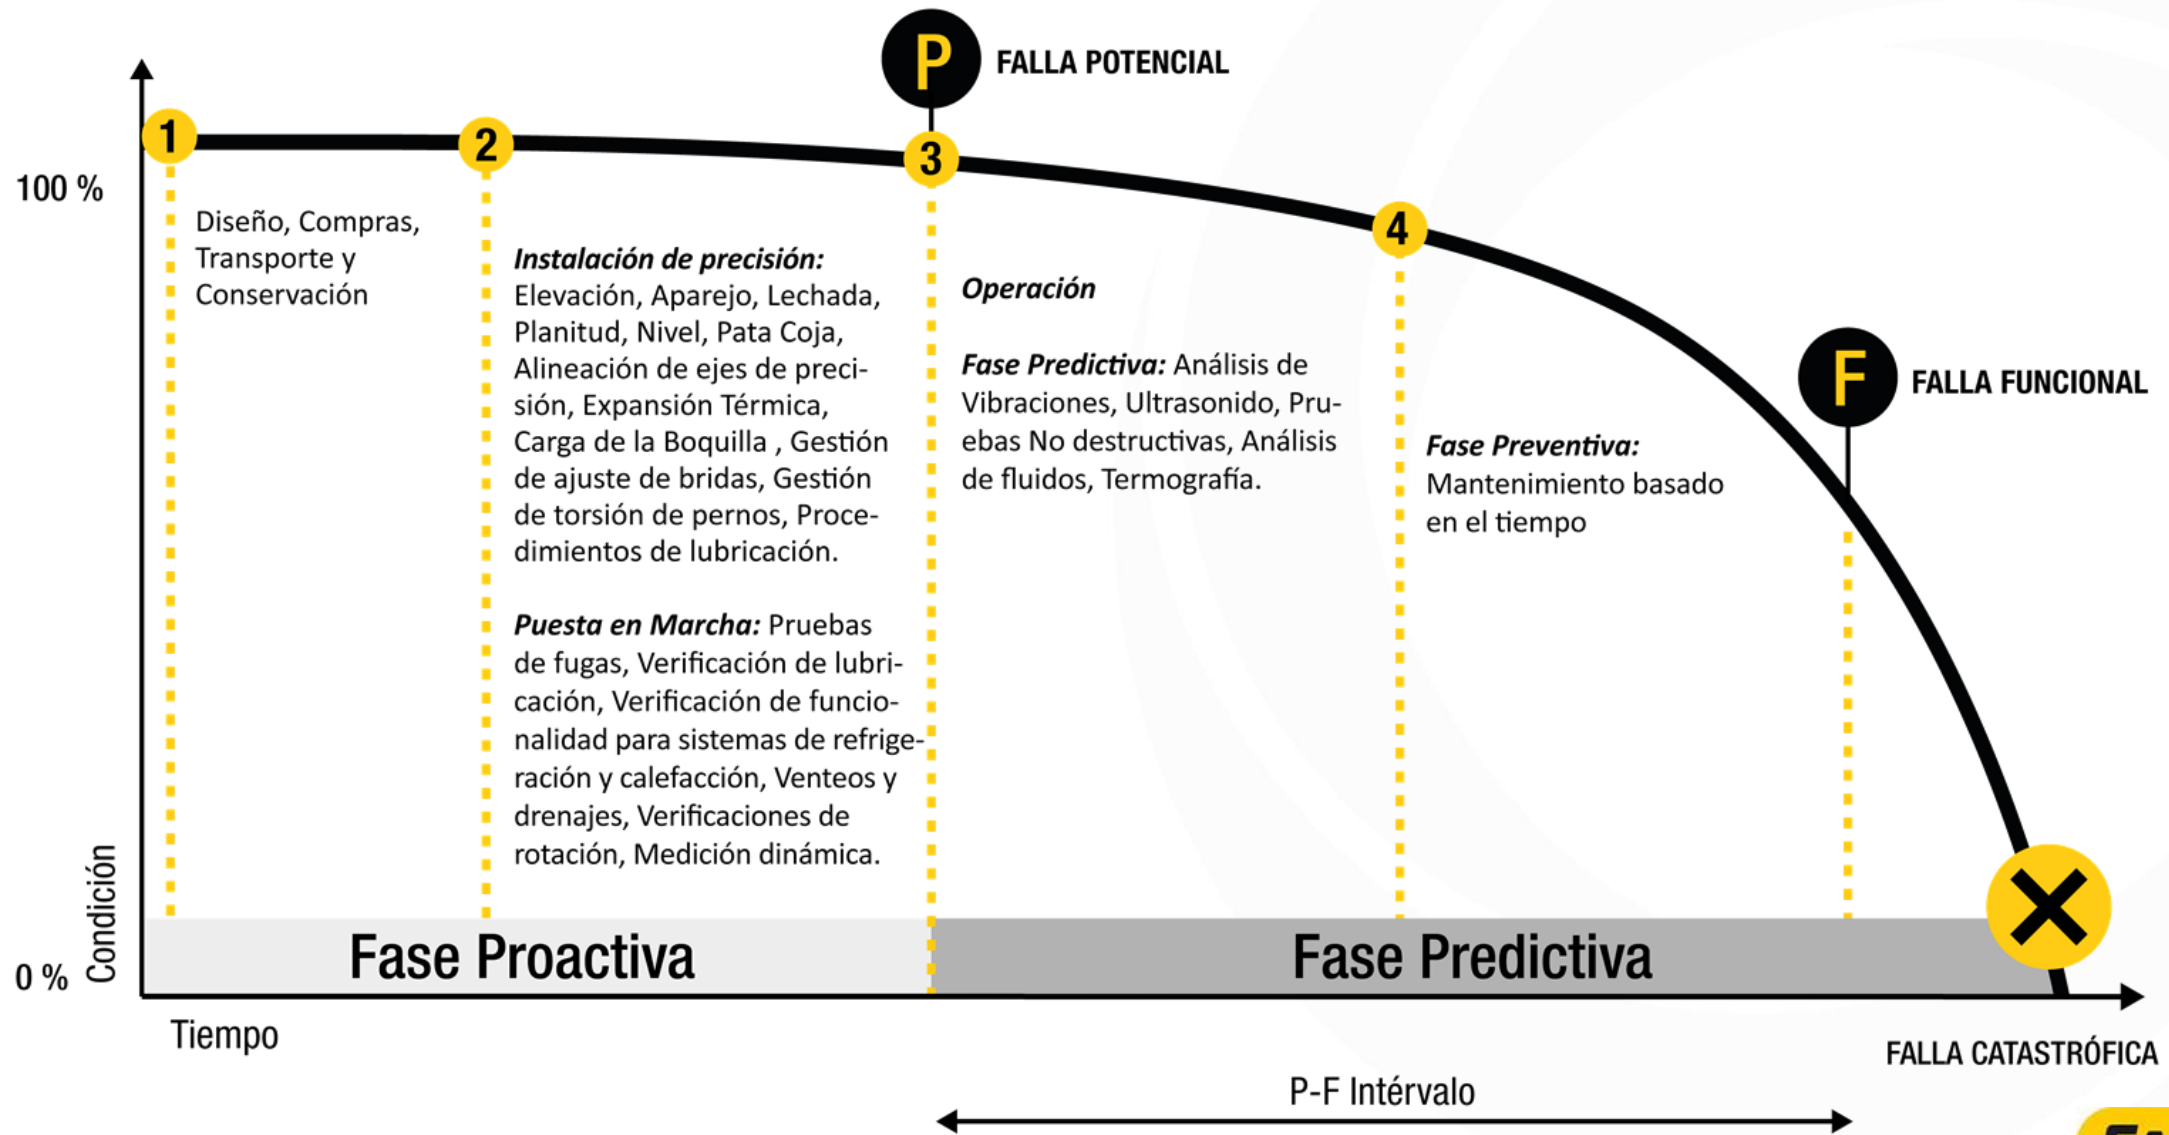 P
FALLA POTENCIAL
1
2
3
4
100 %
Diseño, Compras,
Transporte y
Conservación
Instalación de precisión:
Elevación, Aparejo, Lechada,
Planitud, Nivel, Pata Coja,
Alineación de ejes de preci-
sión, Expansión Térmica,
Carga de la Boquilla , Gestión
de ajuste de bridas, Gestión
de torsión de pernos, Proce-
dimientos de lubricación.
Puesta en Marcha: Pruebas
de fugas, Verificación de lubri-
cación, Verificación de funcio-
nalidad para sistemas de refrige-
ración y calefacción, Venteos y
drenajes, Verificaciones de
rotación, Medición dinámica.
Operación
Fase Predictiva: Análisis de
Vibraciones, Ultrasonido, Pru-
ebas No destructivas, Análisis
de fluidos, Termografía.
Fase Preventiva:
Mantenimiento basado
en el tiempo
F
FALLA FUNCIONAL
Condición
0 %
Fase Proactiva
Fase Predictiva
Tiempo
FALLA CATASTRÓFICA
P-F Intérvalo